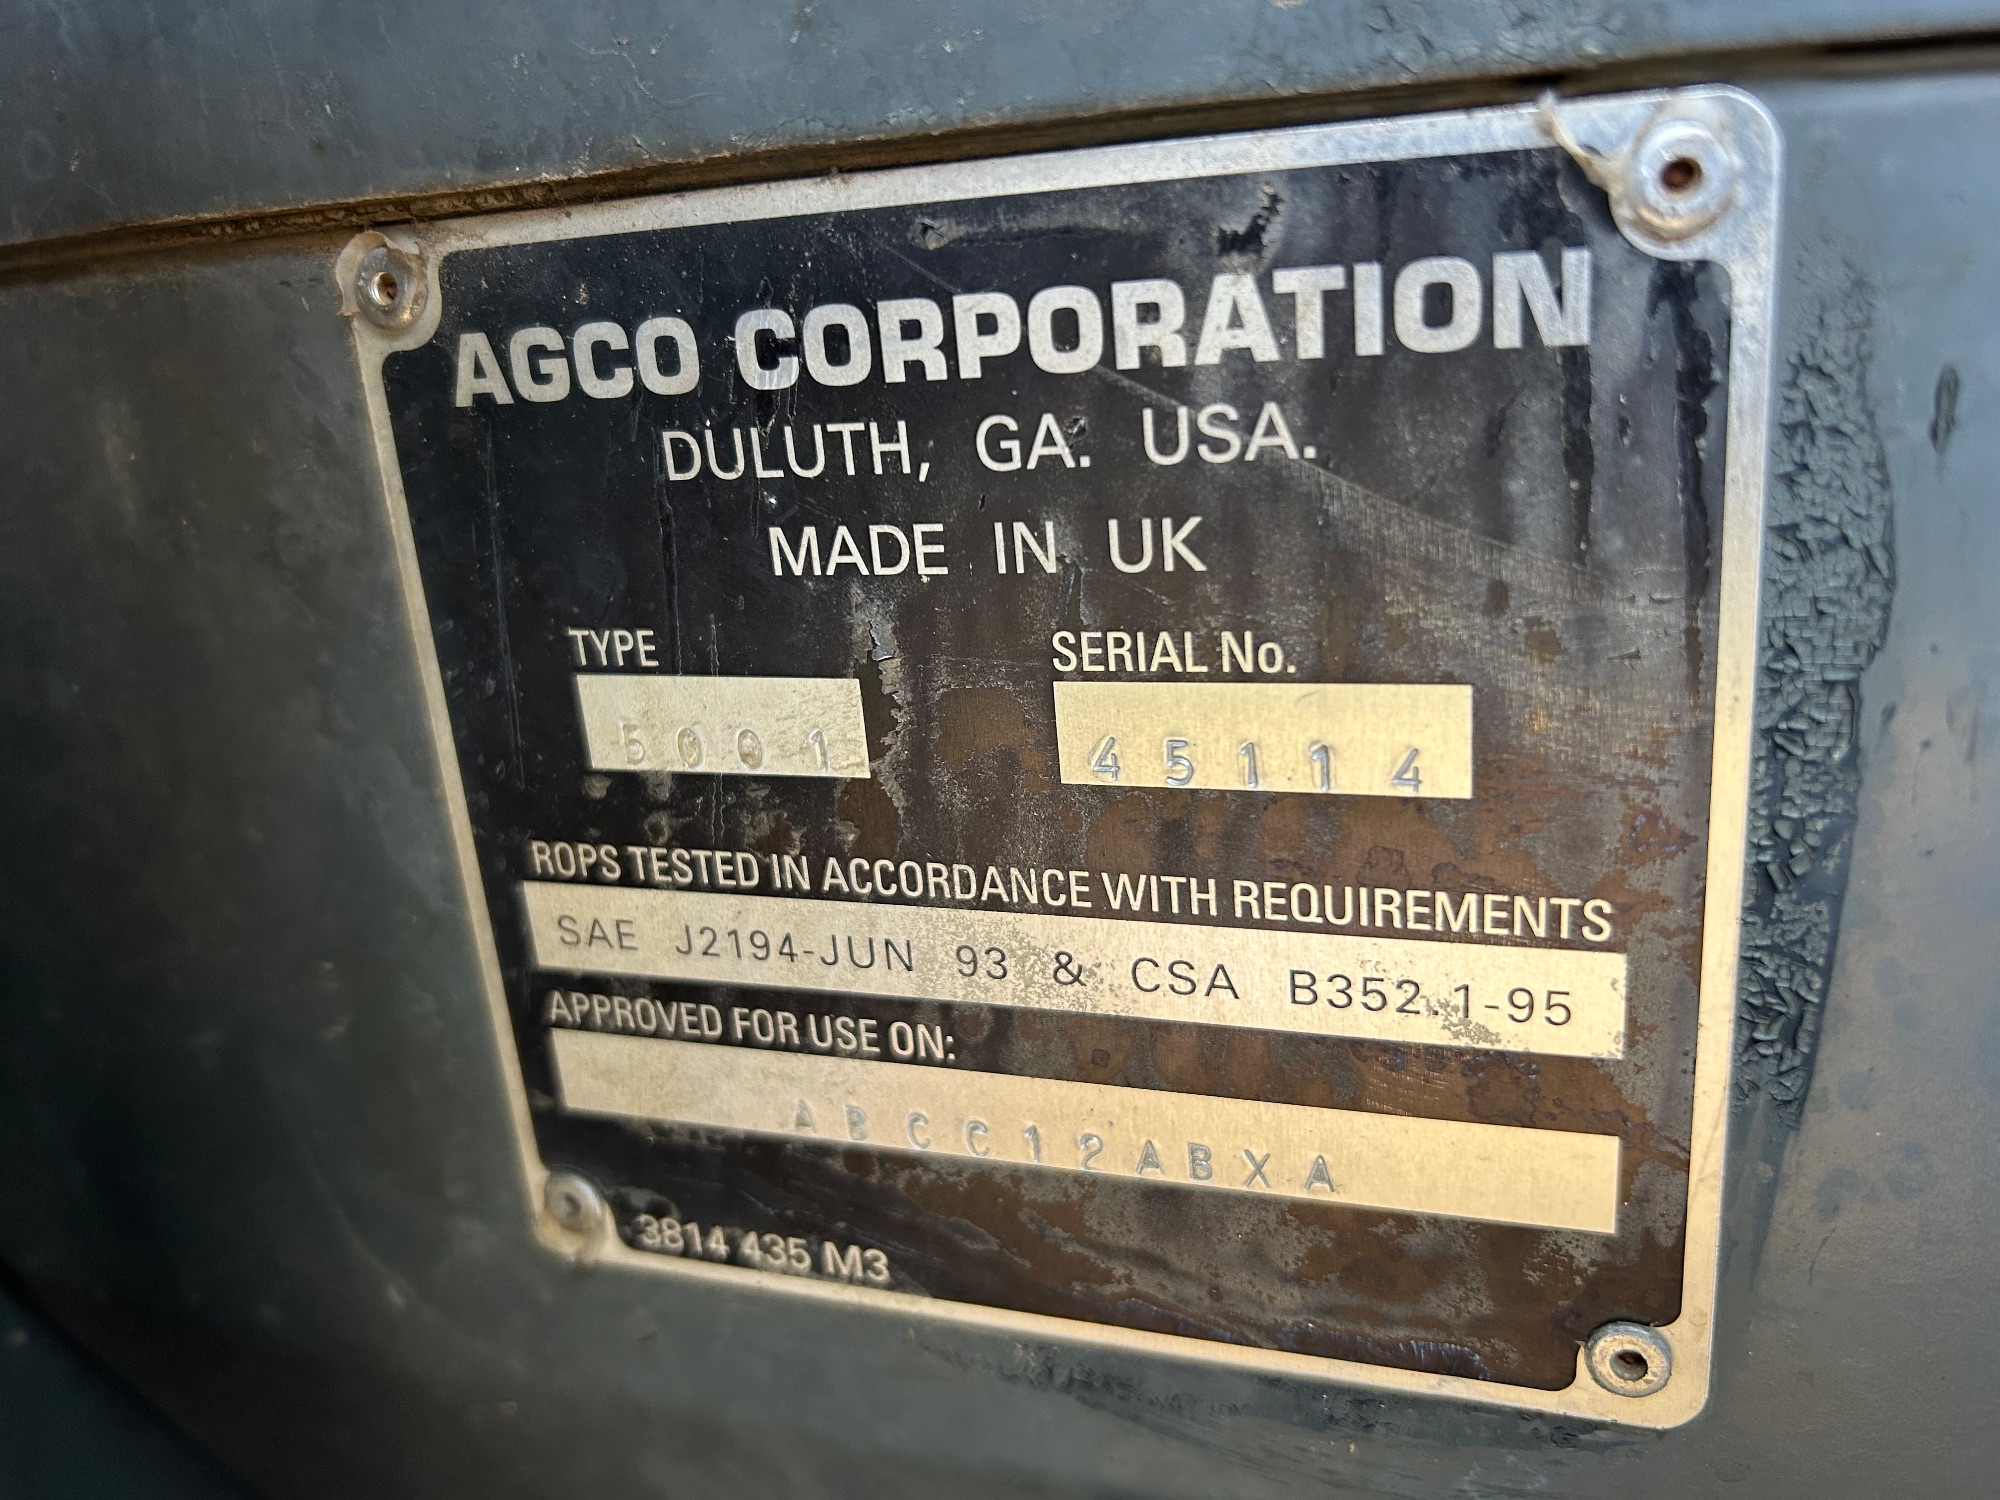 AGCO CORPORATION
DULUTH, GA. USA.
MADE IN UK
TYPE SERIAL No.
5001 45114
ROPS TESTED IN ACCORDANCE WITH REQUIREMENTS
SAE J2194-JUN 93 & CSA B352.1-95
APPROVED FOR USE ON:
ABCC12ABXA
3814 435 M3